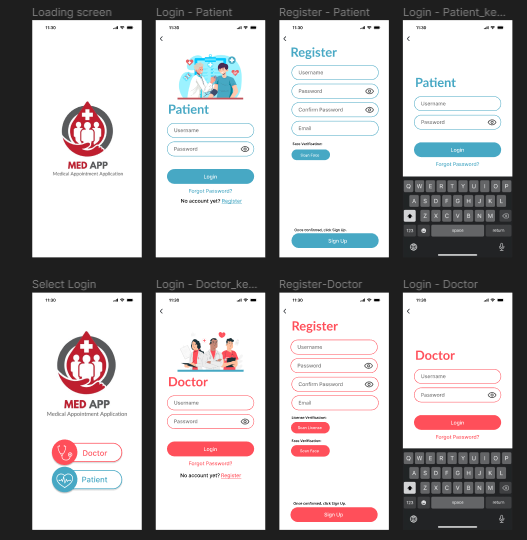 Loading screen
11:30
MED APP
Medical Appointment Application
Login - Patient
11:30
Patient
Username
Password
Login
Forgot Password?
No account yet? Register
Register - Patient
11:30
Register
Username
Password
Confirm Password
Email
Face Verification:
Scan Face
Once confirmed, click Sign Up.
Sign Up
Login - Patient_ke...
11:30
Patient
Username
Password
Login
Forgot Password?
Q W E R T Y U I O P
A S D F G H J K L
Z X C V B N M
123 space return
Select Login
11:30
MED APP
Medical Appointment Application
Doctor
Patient
Login - Doctor_ke...
11:30
Doctor
Username
Password
Login
Forgot Password?
No account yet? Register
Register-Doctor
11:30
Register
Username
Password
Confirm Password
Email
License Verification:
Scan License
Face Verification:
Scan Face
Once confirmed, click Sign Up.
Sign Up
Login - Doctor
11:30
Doctor
Username
Password
Login
Forgot Password?
Q W E R T Y U I O P
A S D F G H J K L
Z X C V B N M
123 space return